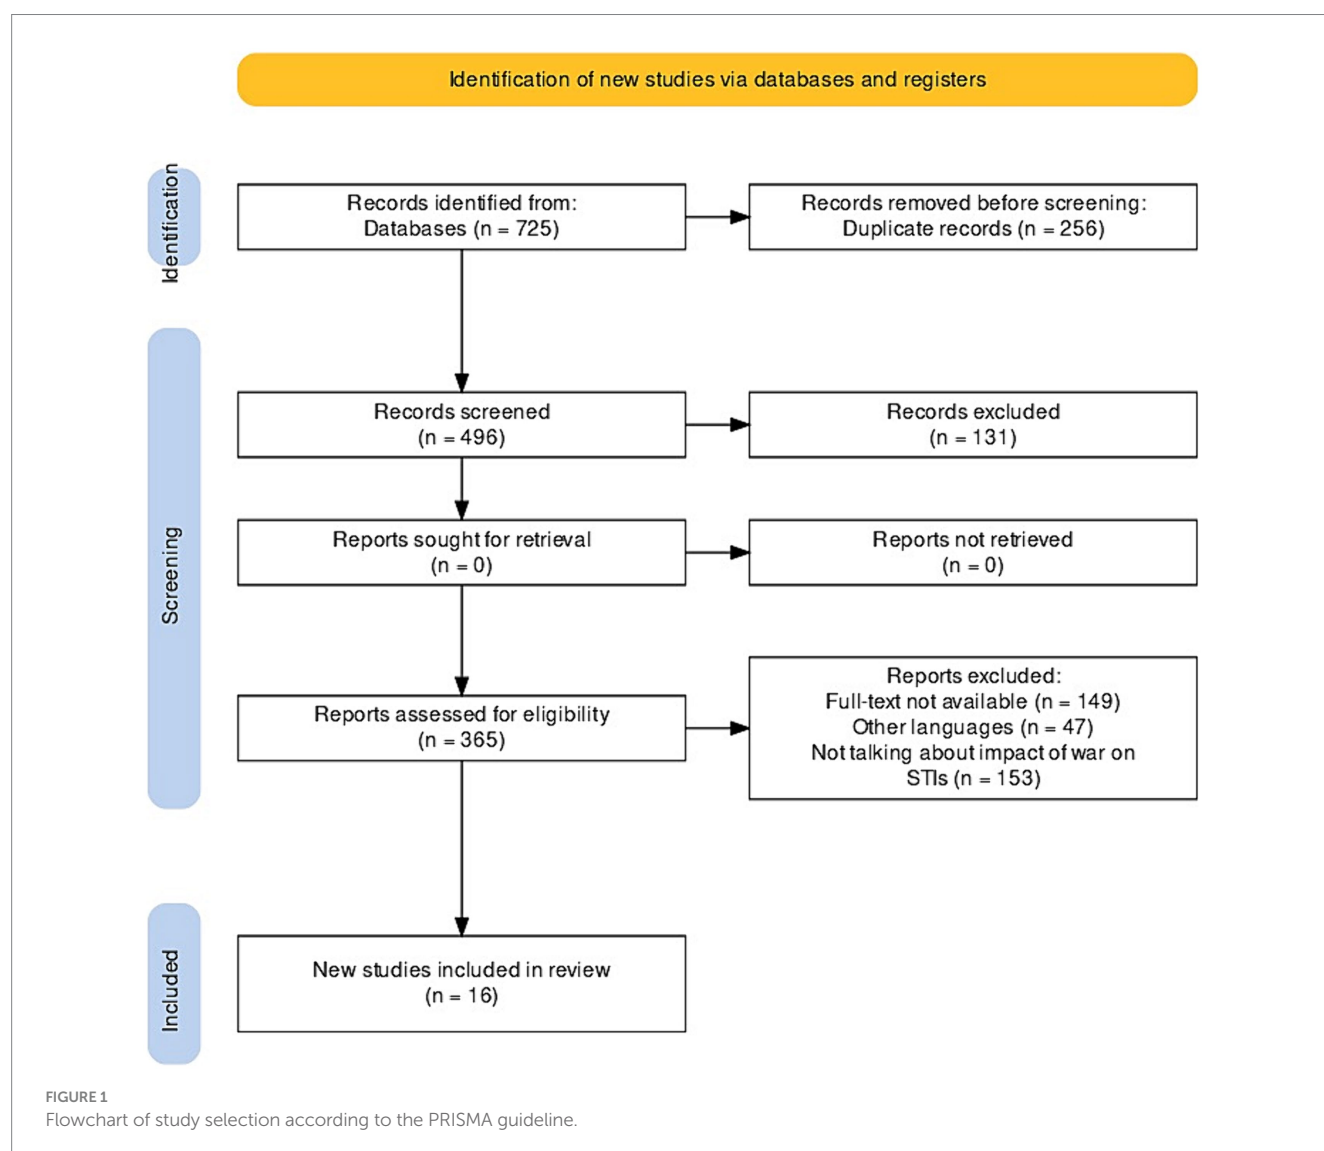 Identification of new studies via databases and registers
Identification
Records identified from:
Databases (n = 725)
Records removed before screening:
Duplicate records (n = 256)
Screening
Records screened
(n = 496)
Records excluded
(n = 131)
Reports sought for retrieval
(n = 0)
Reports not retrieved
(n = 0)
Reports assessed for eligibility
(n = 365)
Reports excluded:
Full-text not available (n = 149)
Other languages (n = 47)
Not talking about impact of war on
STIs (n = 153)
Included
New studies included in review
(n = 16)
FIGURE 1
Flowchart of study selection according to the PRISMA guideline.